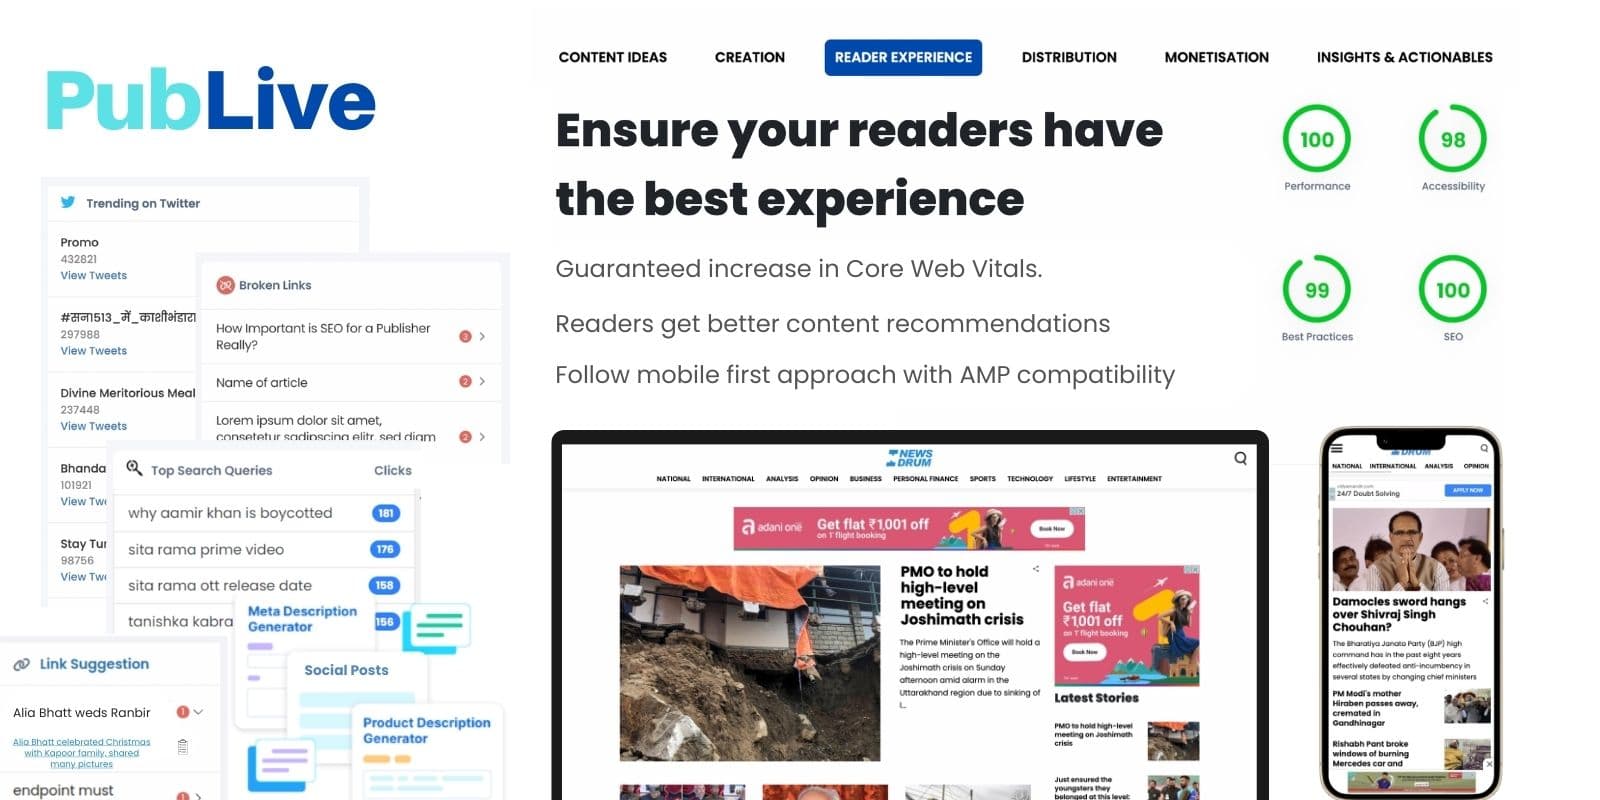 PubLive
CONTENT IDEAS
CREATION
READER EXPERIENCE
DISTRIBUTION
MONETISATION
INSIGHTS & ACTIONABLES
Ensure your readers have
the best experience
Guaranteed increase in Core Web Vitals.
Readers get better content recommendations
Follow mobile first approach with AMP compatibility
100
Performance
98
Accessibility
99
Best Practices
100
SEO
Trending on Twitter
Promo
432821
View Tweets
297988
View Tweets
Divine Meritorious Meal
237448
View Tweets
Bhanda
101921
View Twe
Stay Tur
98756
View Twe
Broken Links
How Important is SEO for a Publisher
Really?
3
Name of article
2
Lorem ipsum dolor sit amet,
consetetur sadipscing elitr, sed diam
2
Top Search Queries
Clicks
why aamir khan is boycotted
181
sita rama prime video
176
sita rama ott release date
158
tanishka kabra
156
Link Suggestion
Alia Bhatt weds Ranbir
1
Alia Bhatt celebrated Christmas
with Kapoor family, shared
many pictures
endpoint must
1
Meta Description
Generator
Social Posts
Product Description
Generator
NEWS
DRUM
NATIONAL
INTERNATIONAL
ANALYSIS
OPINION
BUSINESS
PERSONAL FINANCE
SPORTS
TECHNOLOGY
LIFESTYLE
ENTERTAINMENT
adani one
Get flat ₹1,001 off
on 1st flight booking
Book Now
PMO to hold
high-level
meeting on
Joshimath crisis
The Prime Minister's Office will hold a
high-level meeting on the
Joshimath crisis on Sunday
afternoon amid alarm in the
Uttarakhand region due to sinking of
adani one
Get flat
₹1,001 off
on 1st flight booking
Book Now
Latest Stories
PMO to hold high-level
meeting on Joshimath
crisis
Just ensured the
youngsters they
belonged at this level:
DRUM
NATIONAL
INTERNATIONAL
ANALYSIS
OPINION
24/7 Doubt Solving
APPLY NOW
Damocles sword hangs
over Shivraj Singh
Chouhan?
The Bharatiya Janata Party (BJP) high
command has in the past eight years
effectively defeated anti-incumbency in
several states by changing chief ministers
PM Modi's mother
Hiraben passes away,
cremated in
Gandhinagar
Rishabh Pant broke
windows of burning
Mercedes car and